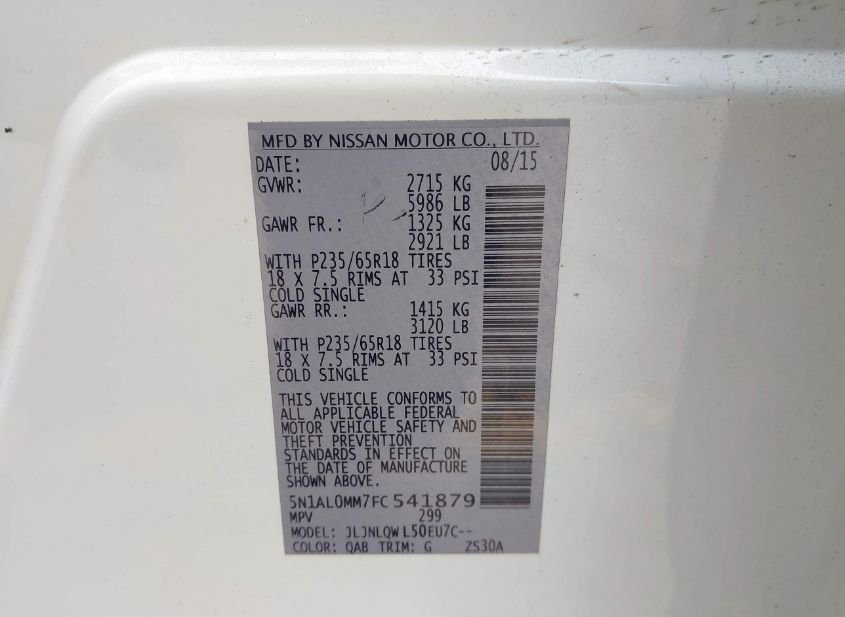 MFD BY NISSAN MOTOR CO., LTD.
DATE: 08/15
GVWR: 2715 KG
5986 LB
GAWR FR.: 1325 KG
2921 LB
WITH P235/65R18 TIRES
18 X 7.5 RIMS AT 33 PSI
COLD SINGLE
GAWR RR.: 1415 KG
3120 LB
WITH P235/65R18 TIRES
18 X 7.5 RIMS AT 33 PSI
COLD SINGLE
THIS VEHICLE CONFORMS TO
ALL APPLICABLE FEDERAL
MOTOR VEHICLE SAFETY AND
THEFT PREVENTION
STANDARDS IN EFFECT ON
THE DATE OF MANUFACTURE
SHOWN ABOVE.
5N1AL0MM7FC541879
MPV 299
MODEL: JLJNLQW L50EU7C--
COLOR: QAB TRIM: G ZS30A